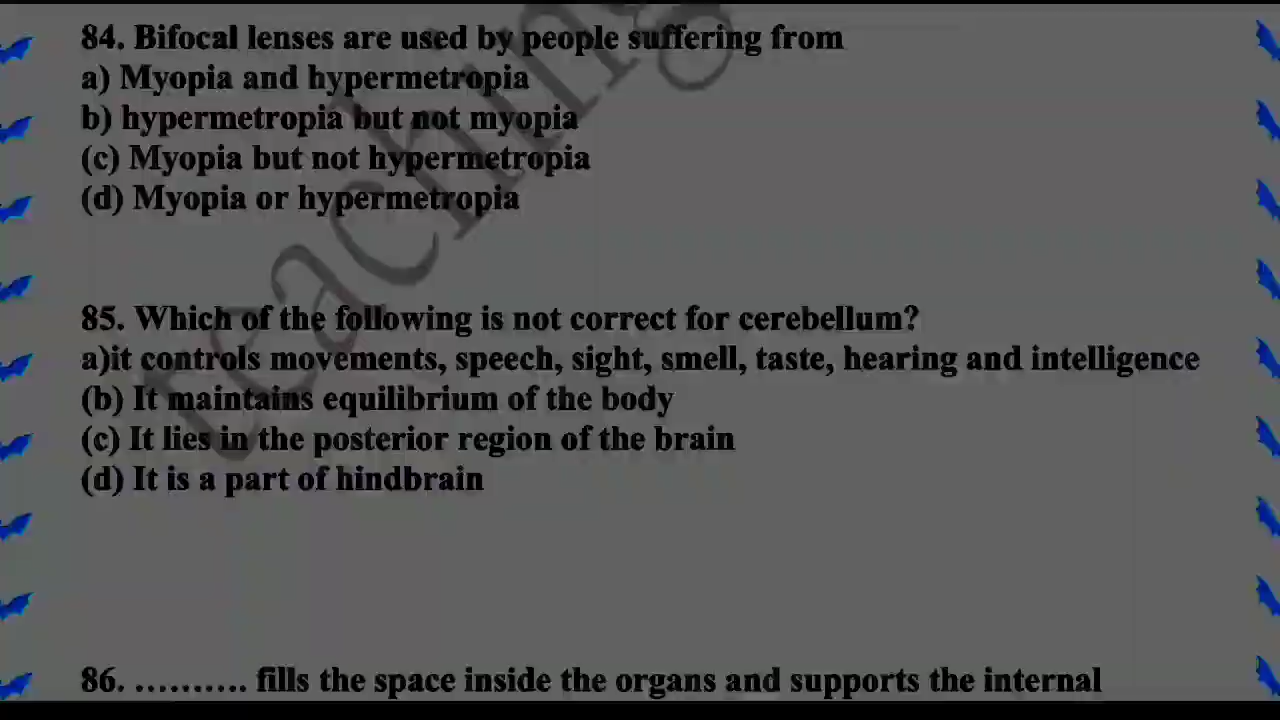 84. Bifocal lenses are used by people suffering from
a) Myopia and hypermetropia
b) hypermetropia but not myopia
(c) Myopia but not hypermetropia
(d) Myopia or hypermetropia
85. Which of the following is not correct for cerebellum?
a)it controls movements, speech, sight, smell, taste, hearing and intelligence
(b) It maintains equilibrium of the body
(c) It lies in the posterior region of the brain
(d) It is a part of hindbrain
86. .......... fills the space inside the organs and supports the internal
teaching